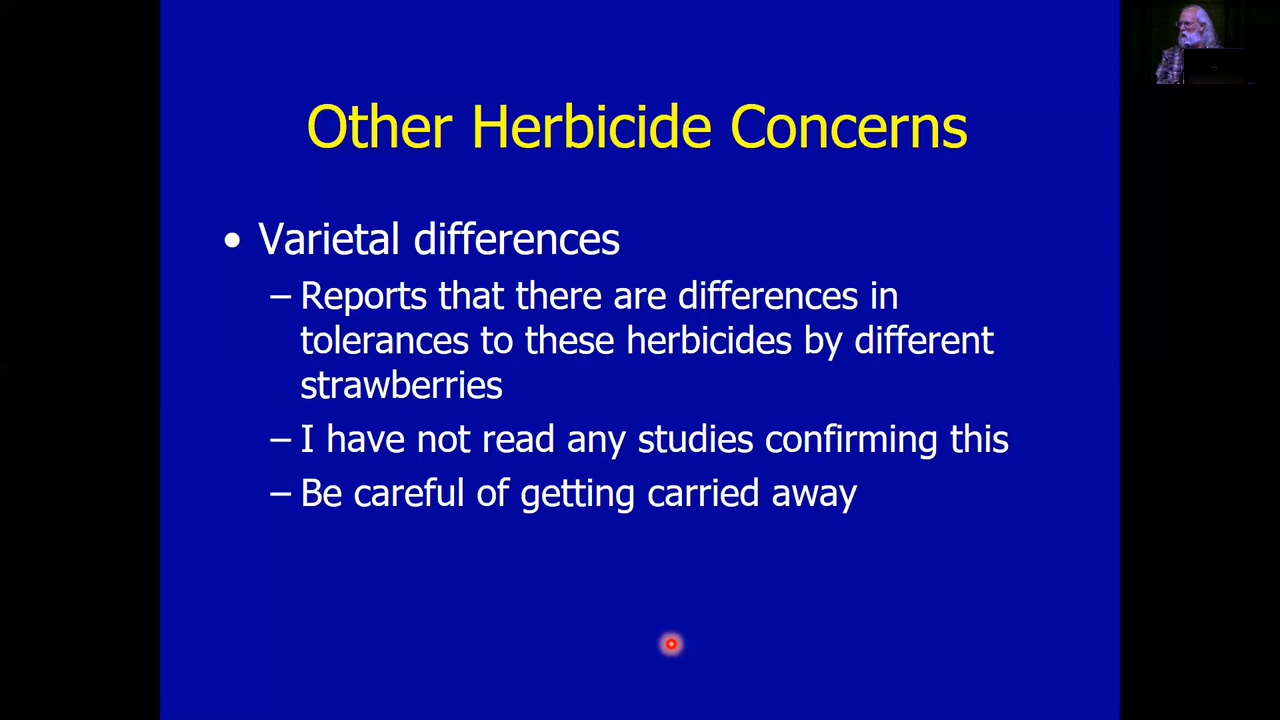 Other Herbicide Concerns
• Varietal differences
– Reports that there are differences in
tolerances to these herbicides by different
strawberries
– I have not read any studies confirming this
– Be careful of getting carried away